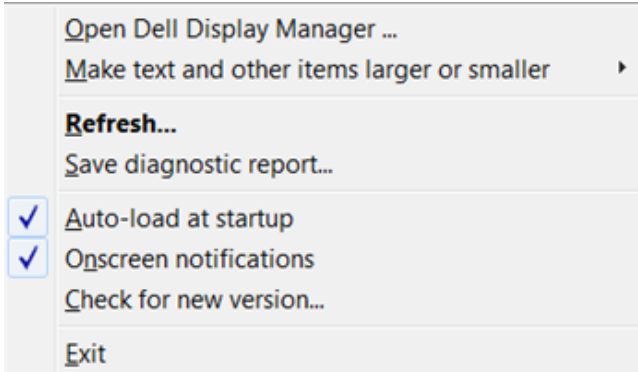 Open Dell Display Manager ...
Make text and other items larger or smaller
Refresh...
Save diagnostic report...
Auto-load at startup
Onscreen notifications
Check for new version...
Exit